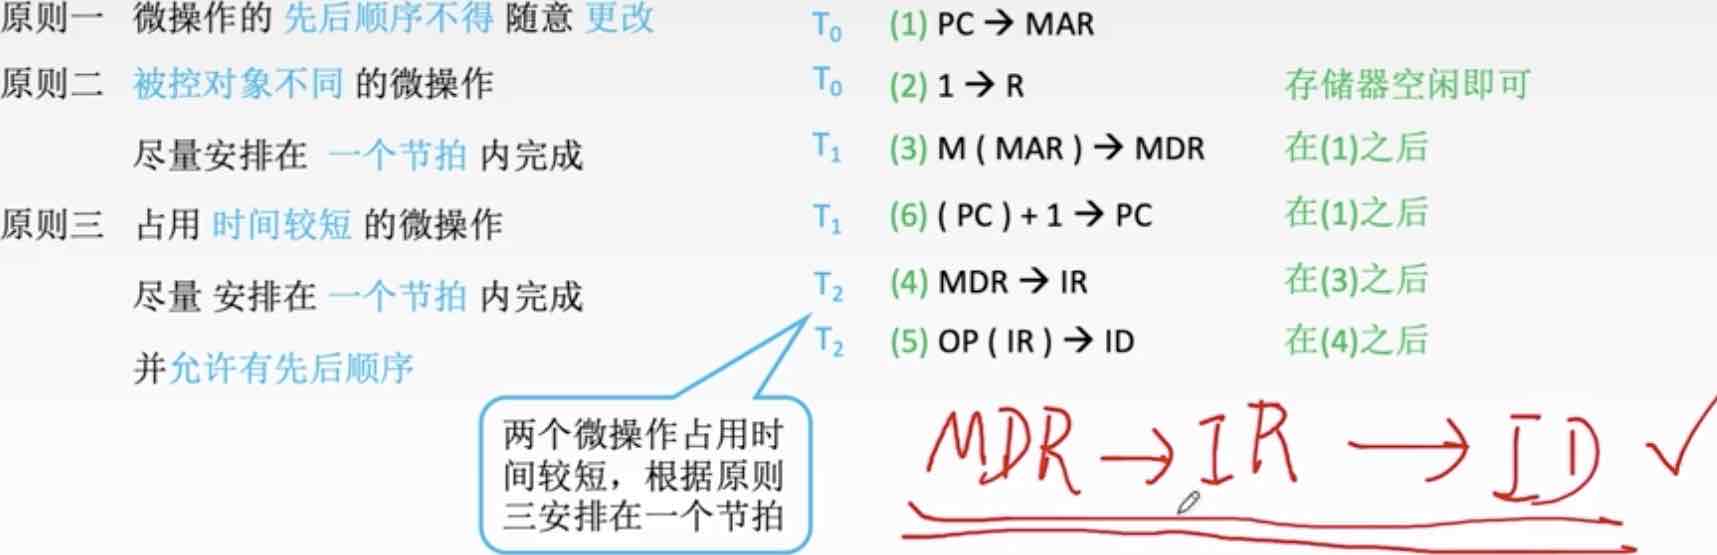 原则一 微操作的 先后顺序不得 随意 更改
原则二 被控对象不同 的微操作
尽量安排在 一个节拍 内完成
原则三 占用 时间较短 的微操作
尽量 安排在 一个节拍 内完成
并允许有先后顺序
T₀ (1) PC → MAR
T₀ (2) 1 → R 存储器空闲即可
T₁ (3) M ( MAR ) → MDR 在(1)之后
T₁ (6) ( PC ) + 1 → PC 在(1)之后
T₂ (4) MDR → IR 在(3)之后
T₂ (5) OP ( IR ) → ID 在(4)之后
两个微操作占用时
间较短，根据原则
三安排在一个节拍
MDR → IR → ID ✓